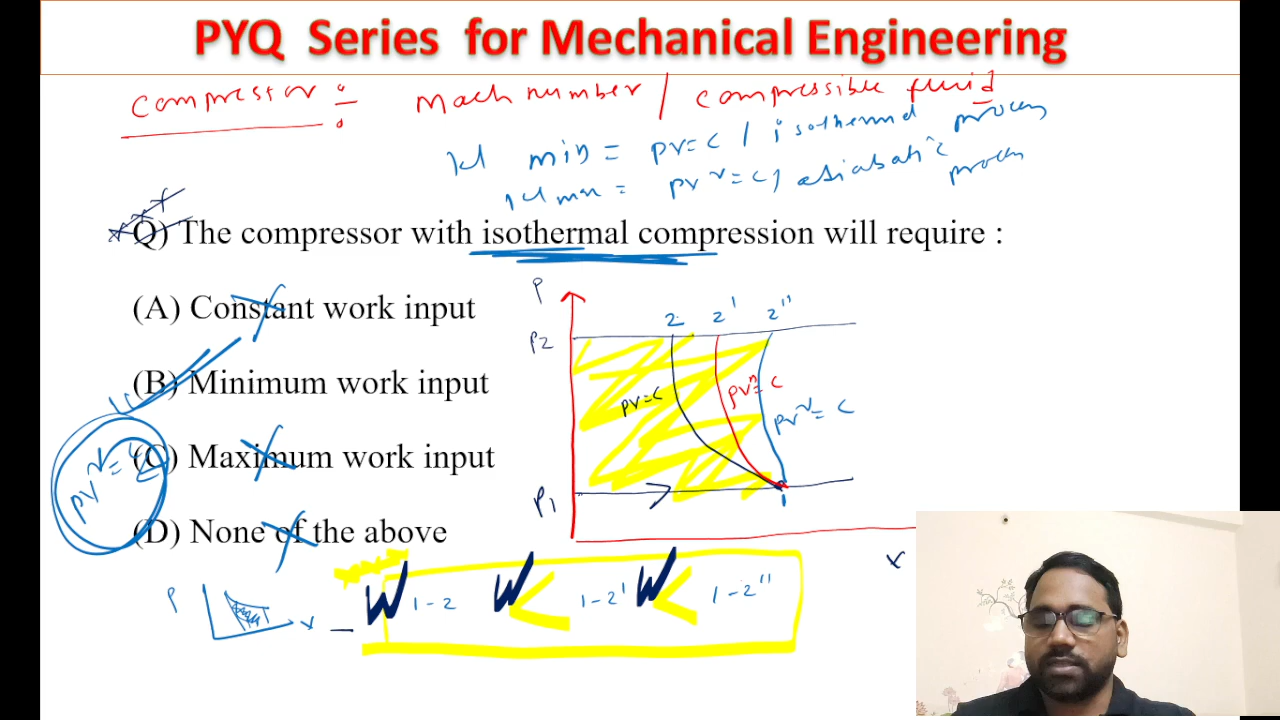 PYQ Series for Mechanical Engineering
Compressor : Mach number / compressible fluid
W min = PV=C / isothermal process
W max = PV^γ=C, adiabatic process
Q) The compressor with isothermal compression will require :
(A) Constant work input
(B) Minimum work input
(C) Maximum work input
(D) None of the above
P
2 2' 2''
P2
PV=C PV^n=C PV^γ=C
P1
1
PV^γ=C
W 1-2 W < 1-2' W < 1-2''
P
V